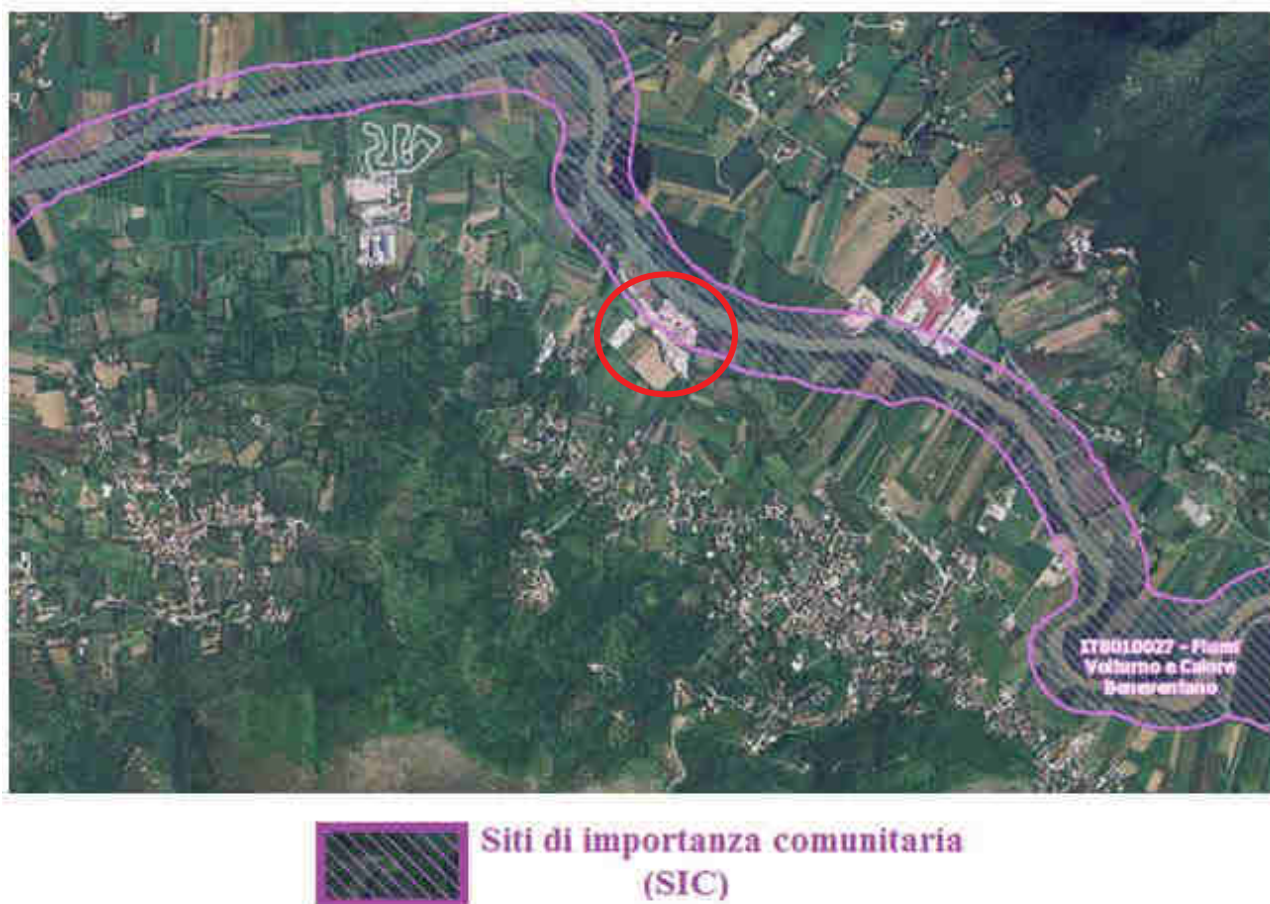 IT8010027 - Fiumi
Volturno e Calore
Beneventano
Siti di importanza comunitaria
(SIC)